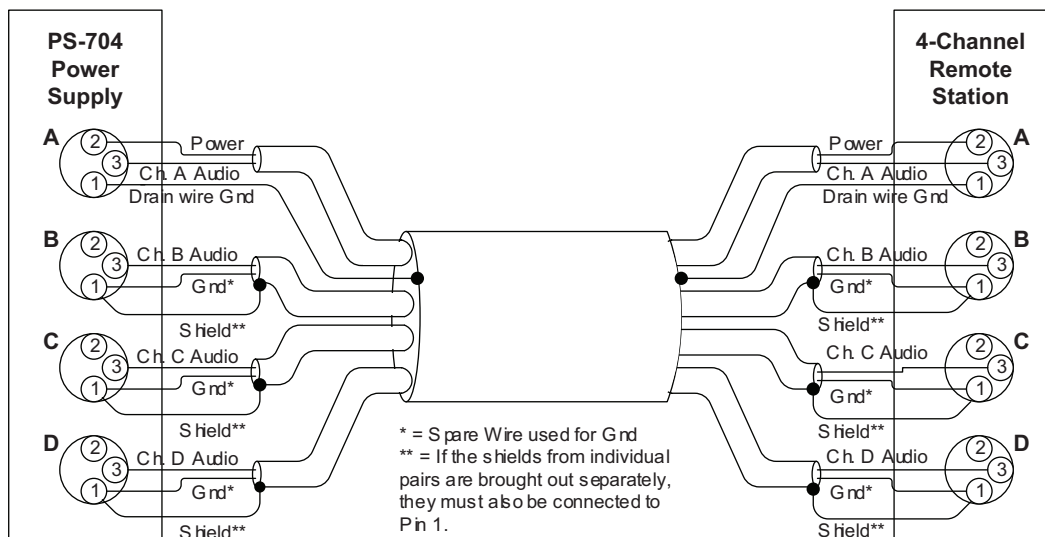 PS-704
Power
Supply
4-Channel
Remote
Station
A
2
3
1
Power
Ch. A Audio
Drain wire Gnd
Power
Ch. A Audio
Drain wire Gnd
2
3
1
A
B
2
3
1
Ch. B Audio
Gnd*
Shield**
Ch. B Audio
Gnd*
Shield**
2
3
1
B
C
2
3
1
Ch. C Audio
Gnd*
Shield**
Ch. C Audio
Gnd*
Shield**
2
3
1
C
D
2
3
1
Ch. D Audio
Gnd*
Shield**
* = Spare Wire used for Gnd
** = If the shields from individual
pairs are brought out separately,
they must also be connected to
Pin 1.
Ch. D Audio
Gnd*
Shield**
2
3
1
D